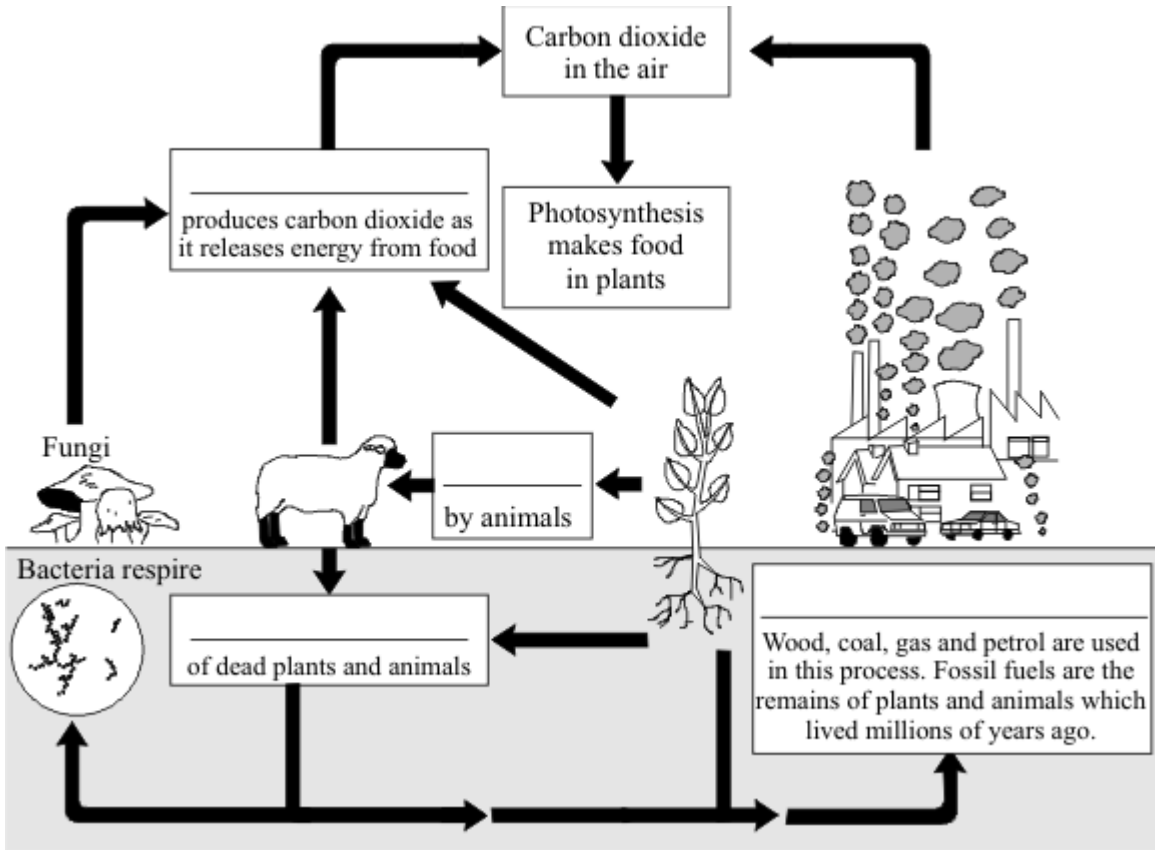 Carbon dioxide
in the air
produces carbon dioxide as
it releases energy from food
Photosynthesis
makes food
in plants
Fungi
by animals
Bacteria respire
of dead plants and animals
Wood, coal, gas and petrol are used
in this process. Fossil fuels are the
remains of plants and animals which
lived millions of years ago.